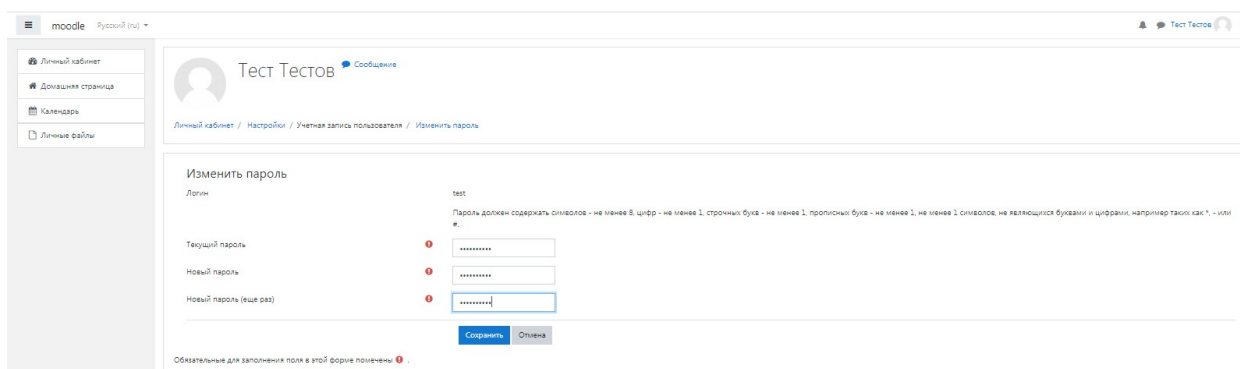 moodle Русский (ru)
Тест Тестов
Личный кабинет
Домашняя страница
Календарь
Личные файлы
Тест Тестов Сообщение
Личный кабинет / Настройки / Учетная запись пользователя / Изменить пароль
Изменить пароль
Логин test
Пароль должен содержать символов - не менее 8, цифр - не менее 1, строчных букв - не менее 1, прописных букв - не менее 1, не менее 1 символов, не являющихся буквами и цифрами, например таких как *, - или
#.
Текущий пароль ••••••••••
Новый пароль ••••••••••
Новый пароль (еще раз) ••••••••••
Сохранить Отмена
Обязательные для заполнения поля в этой форме помечены .